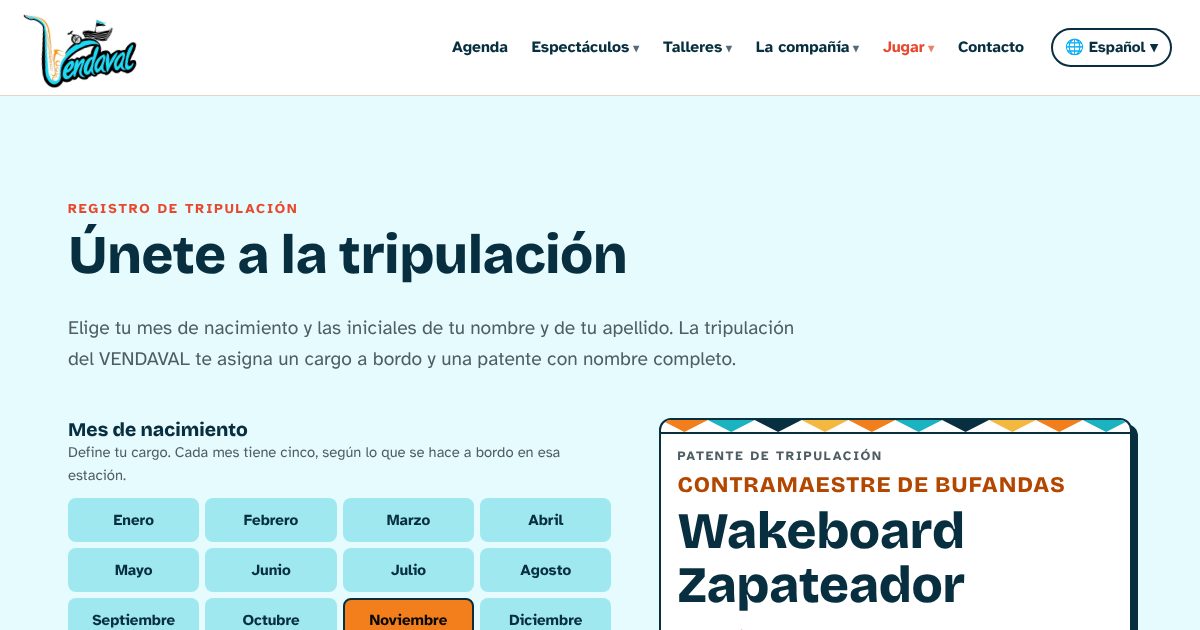 Vendaval
Agenda Espectáculos ▾ Talleres ▾ La compañía ▾ Jugar ▾ Contacto 🌐 Español ▾
REGISTRO DE TRIPULACIÓN
Únete a la tripulación
Elige tu mes de nacimiento y las iniciales de tu nombre y de tu apellido. La tripulación
del VENDAVAL te asigna un cargo a bordo y una patente con nombre completo.
Mes de nacimiento
Define tu cargo. Cada mes tiene cinco, según lo que se hace a bordo en esa
estación.
Enero Febrero Marzo Abril
Mayo Junio Julio Agosto
Septiembre Octubre Noviembre Diciembre
PATENTE DE TRIPULACIÓN
CONTRAMAESTRE DE BUFANDAS
Wakeboard
Zapateador